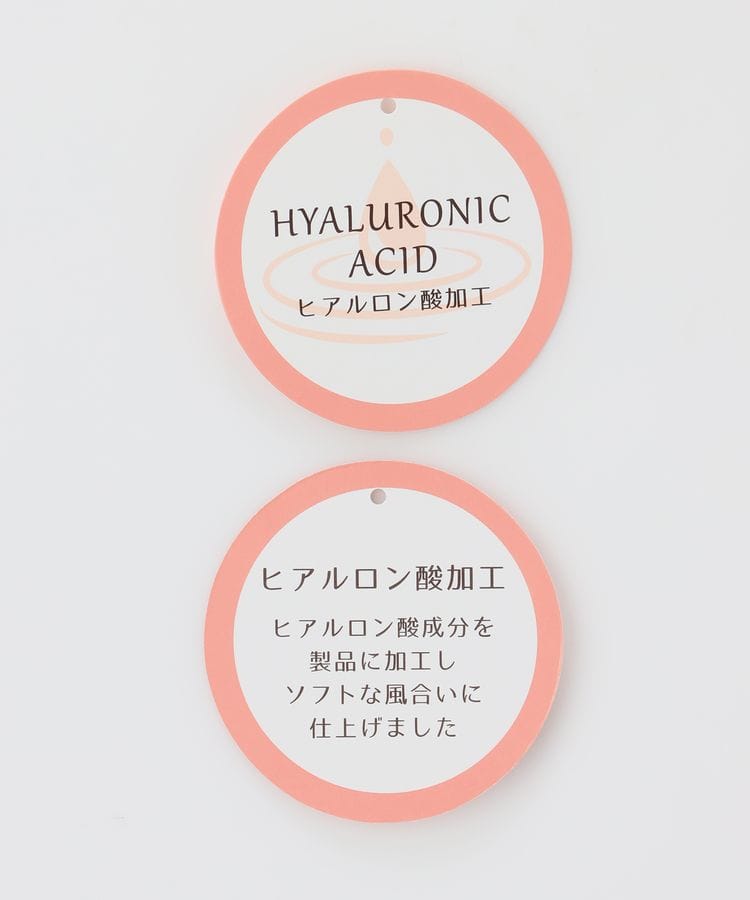 HYALURONIC
ACID
ヒアルロン酸加工
ヒアルロン酸加工
ヒアルロン酸成分を
製品に加工し
ソフトな風合いに
仕上げました